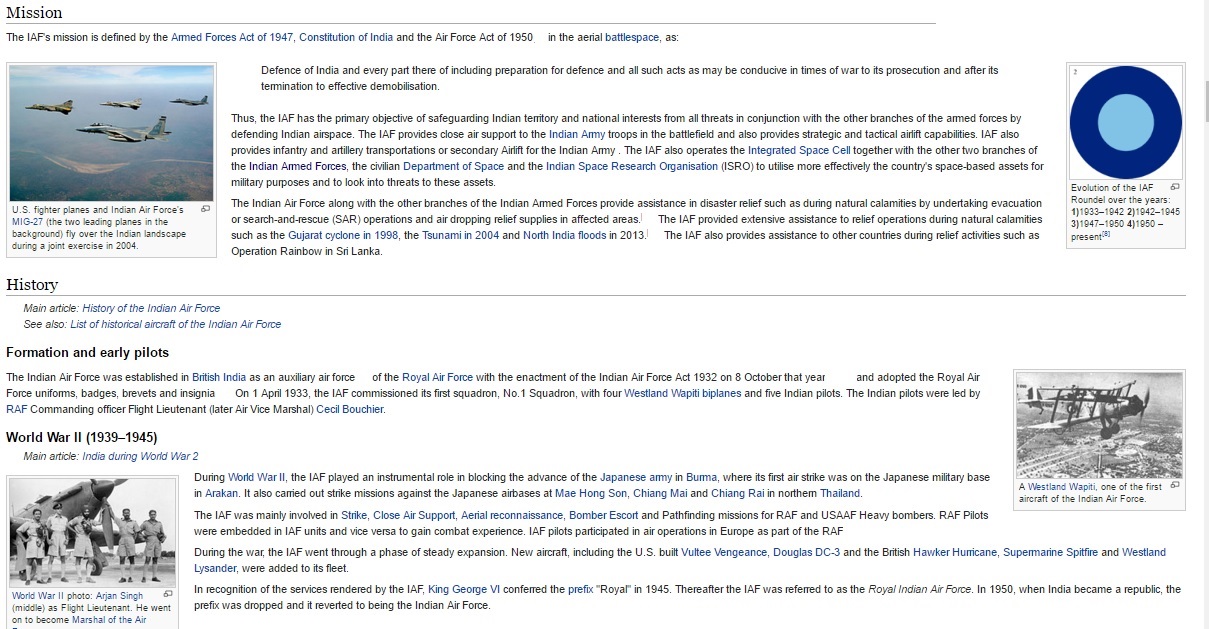 Mission
The IAF's mission is defined by the Armed Forces Act of 1947, Constitution of India and the Air Force Act of 1950 in the aerial battlespace, as:
U.S. fighter planes and Indian Air Force's
MIG-27 (the two leading planes in the
background) fly over the Indian landscape
during a joint exercise in 2004.
Defence of India and every part there of including preparation for defence and all such acts as may be conducive in times of war to its prosecution and after its
termination to effective demobilisation.
Thus, the IAF has the primary objective of safeguarding Indian territory and national interests from all threats in conjunction with the other branches of the armed forces by
defending Indian airspace. The IAF provides close air support to the Indian Army troops in the battlefield and also provides strategic and tactical airlift capabilities. IAF also
provides infantry and artillery transportations or secondary Airlift for the Indian Army . The IAF also operates the Integrated Space Cell together with the other two branches of
the Indian Armed Forces, the civilian Department of Space and the Indian Space Research Organisation (ISRO) to utilise more effectively the country's space-based assets for
military purposes and to look into threats to these assets.
The Indian Air Force along with the other branches of the Indian Armed Forces provide assistance in disaster relief such as during natural calamities by undertaking evacuation
or search-and-rescue (SAR) operations and air dropping relief supplies in affected areas. The IAF provided extensive assistance to relief operations during natural calamities
such as the Gujarat cyclone in 1998, the Tsunami in 2004 and North India floods in 2013. The IAF also provides assistance to other countries during relief activities such as
Operation Rainbow in Sri Lanka.
2
Evolution of the IAF
Roundel over the years:
1)1933–1942 2)1942–1945
3)1947–1950 4)1950 –
present[8]
History
Main article: History of the Indian Air Force
See also: List of historical aircraft of the Indian Air Force
Formation and early pilots
The Indian Air Force was established in British India as an auxiliary air force of the Royal Air Force with the enactment of the Indian Air Force Act 1932 on 8 October that year and adopted the Royal Air
Force uniforms, badges, brevets and insignia On 1 April 1933, the IAF commissioned its first squadron, No.1 Squadron, with four Westland Wapiti biplanes and five Indian pilots. The Indian pilots were led by
RAF Commanding officer Flight Lieutenant (later Air Vice Marshal) Cecil Bouchier.
A Westland Wapiti, one of the first
aircraft of the Indian Air Force.
World War II (1939–1945)
Main article: India during World War 2
World War II photo: Arjan Singh
(middle) as Flight Lieutenant. He went
on to become Marshal of the Air
During World War II, the IAF played an instrumental role in blocking the advance of the Japanese army in Burma, where its first air strike was on the Japanese military base
in Arakan. It also carried out strike missions against the Japanese airbases at Mae Hong Son, Chiang Mai and Chiang Rai in northern Thailand.
The IAF was mainly involved in Strike, Close Air Support, Aerial reconnaissance, Bomber Escort and Pathfinding missions for RAF and USAAF Heavy bombers. RAF Pilots
were embedded in IAF units and vice versa to gain combat experience. IAF pilots participated in air operations in Europe as part of the RAF
During the war, the IAF went through a phase of steady expansion. New aircraft, including the U.S. built Vultee Vengeance, Douglas DC-3 and the British Hawker Hurricane, Supermarine Spitfire and Westland
Lysander, were added to its fleet.
In recognition of the services rendered by the IAF, King George VI conferred the prefix "Royal" in 1945. Thereafter the IAF was referred to as the Royal Indian Air Force. In 1950, when India became a republic, the
prefix was dropped and it reverted to being the Indian Air Force.